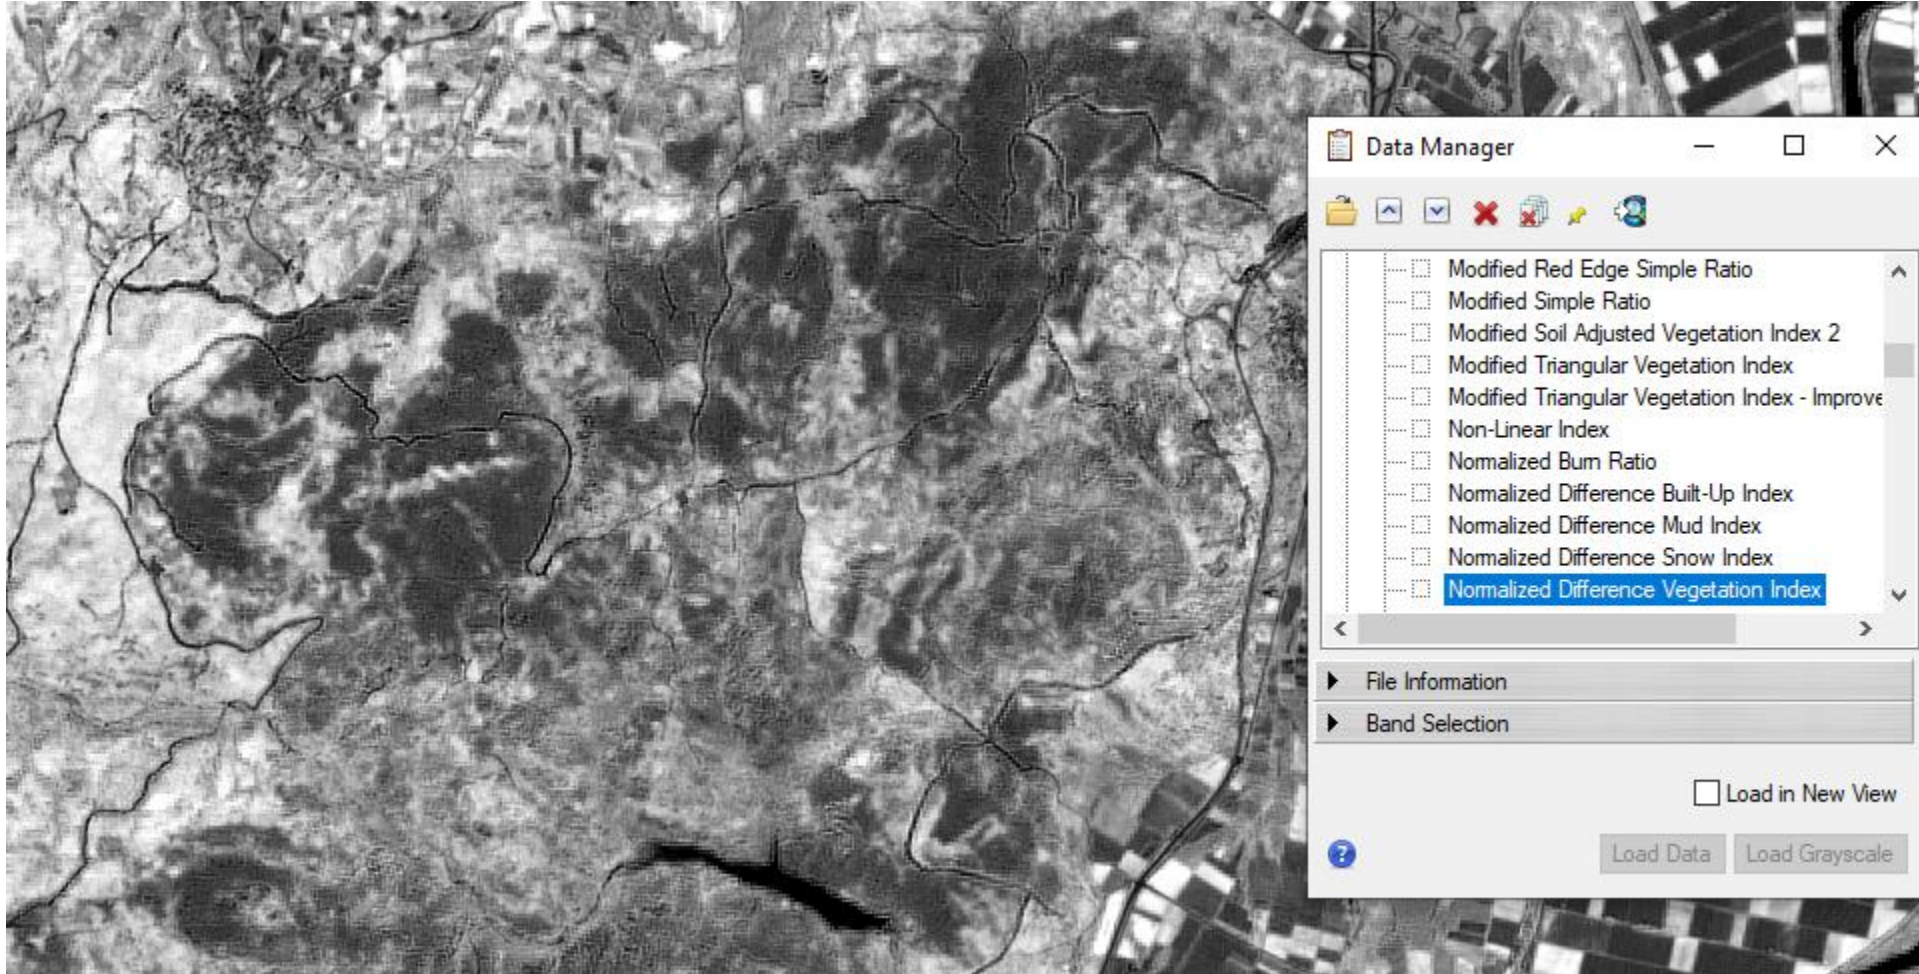 Data Manager
Modified Red Edge Simple Ratio
Modified Simple Ratio
Modified Soil Adjusted Vegetation Index 2
Modified Triangular Vegetation Index
Modified Triangular Vegetation Index - Improve
Non-Linear Index
Normalized Burn Ratio
Normalized Difference Built-Up Index
Normalized Difference Mud Index
Normalized Difference Snow Index
Normalized Difference Vegetation Index
File Information
Band Selection
Load in New View
? Load Data Load Grayscale